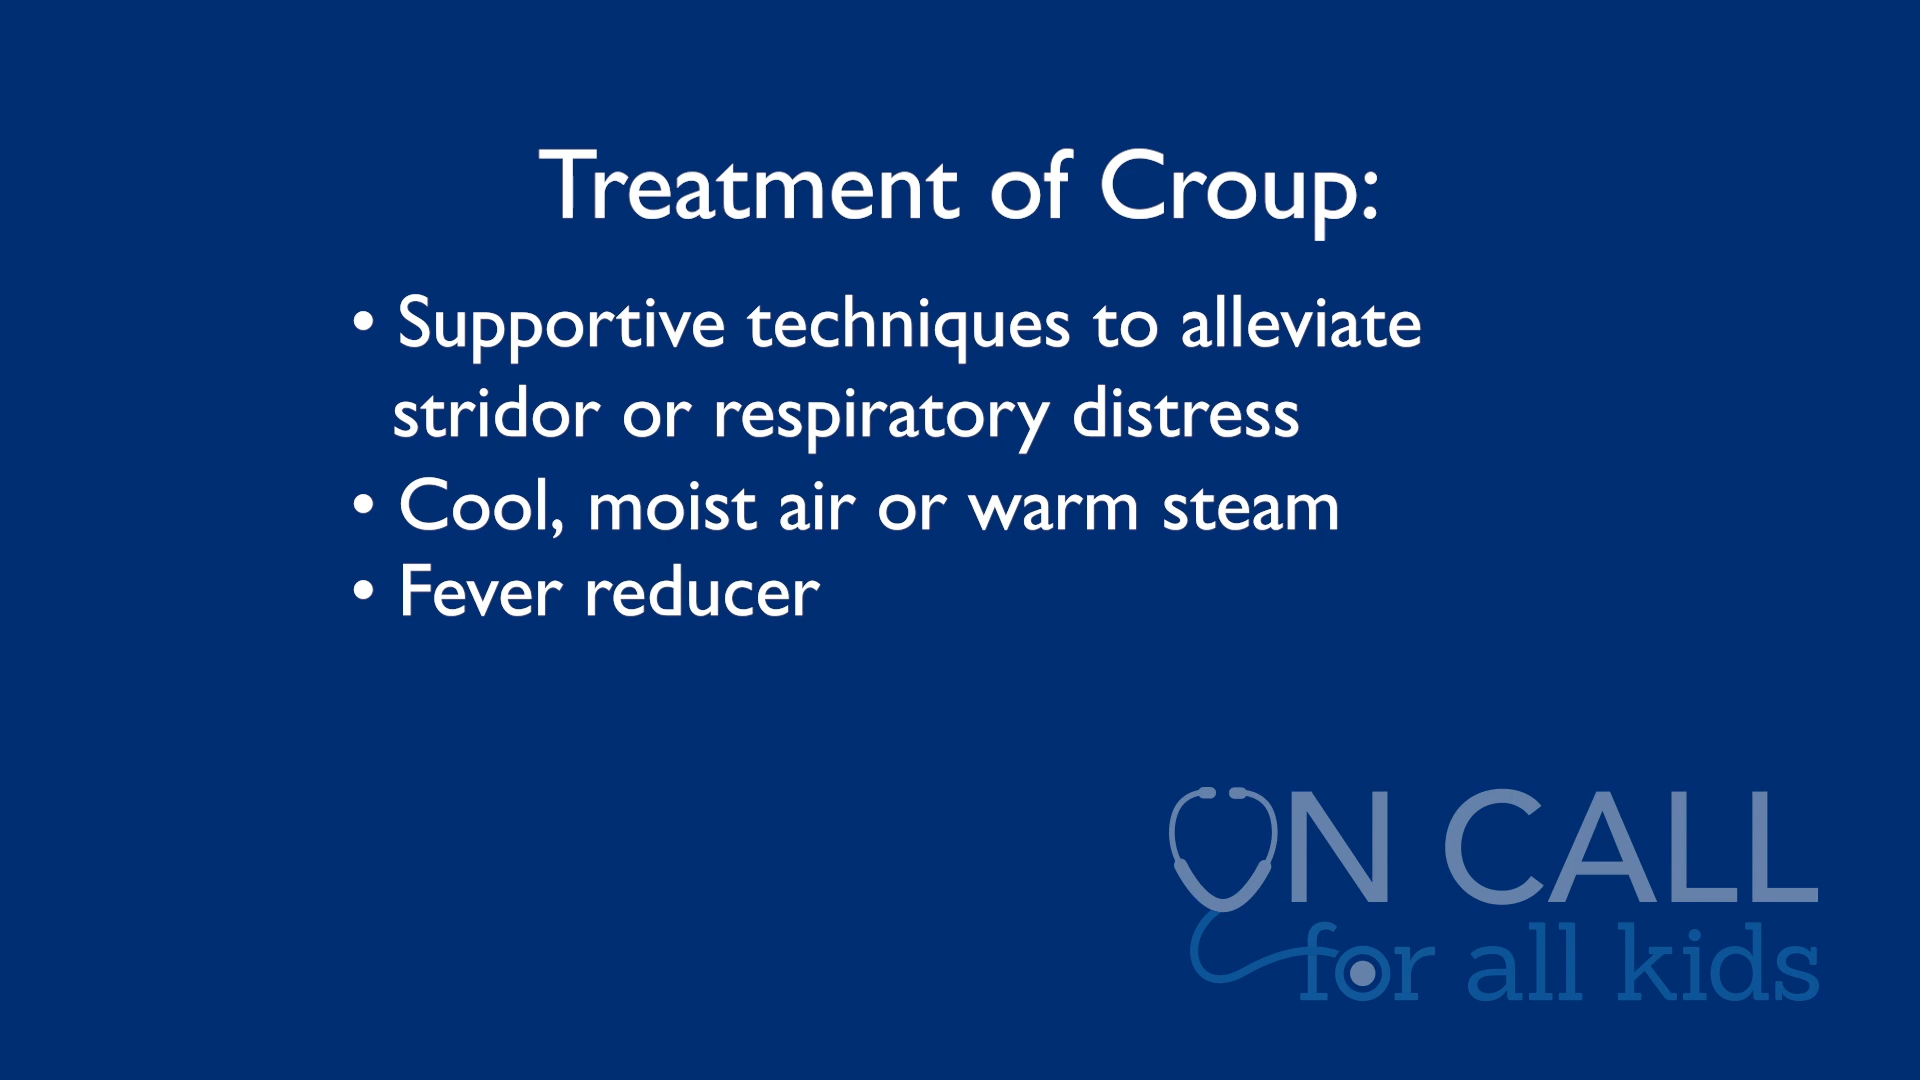 Treatment of Croup:
• Supportive techniques to alleviate
stridor or respiratory distress
• Cool, moist air or warm steam
• Fever reducer
ON CALL
for all kids